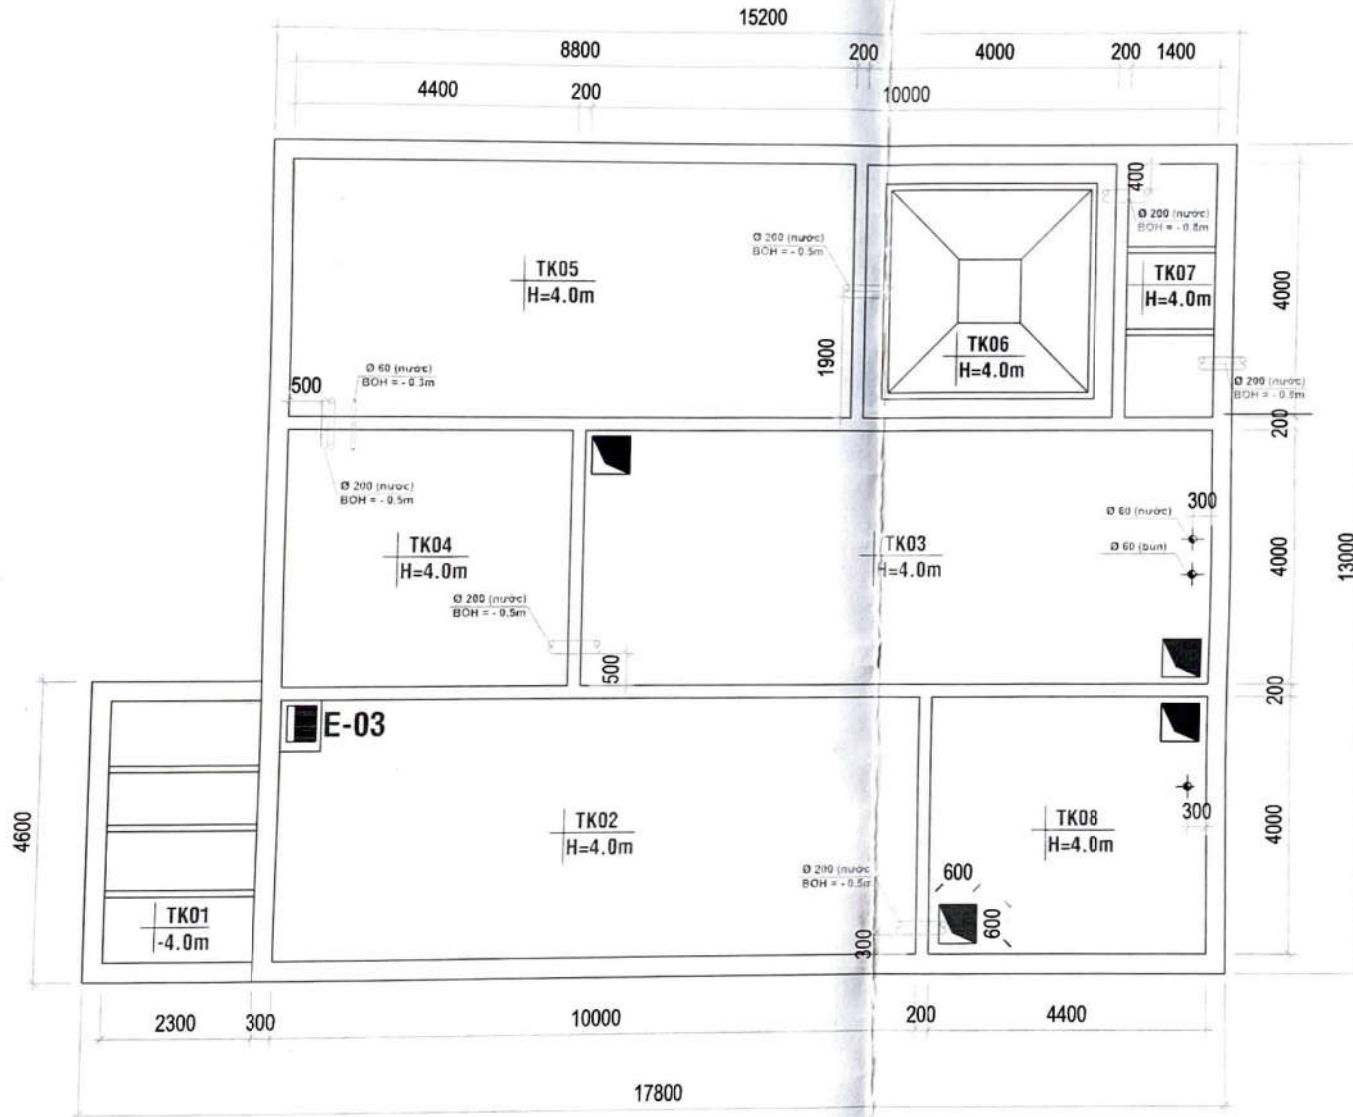 15200
8800
200
4000
200
1400
4400
200
10000
400
Ø 200 (nước)
BOH = - 0.8m
Ø 200 (nước)
BOH = - 0.5m
TK05
H=4.0m
TK07
H=4.0m
4000
TK06
H=4.0m
1900
Ø 60 (nước)
BOH = - 0.3m
500
Ø 200 (nước)
200
Ø 200 (nước)
BOH = - 0.5m
300
Ø 60 (nước)
Ø 60 (bùn)
TK04
H=4.0m
TK03
H=4.0m
4000
13000
Ø 200 (nước)
BOH = - 0.5m
500
200
E-03
4600
TK02
H=4.0m
TK08
H=4.0m
300
4000
Ø 200 (nước
BOH = - 0.5m
600
600
300
TK01
-4.0m
2300
300
10000
200
4400
17800